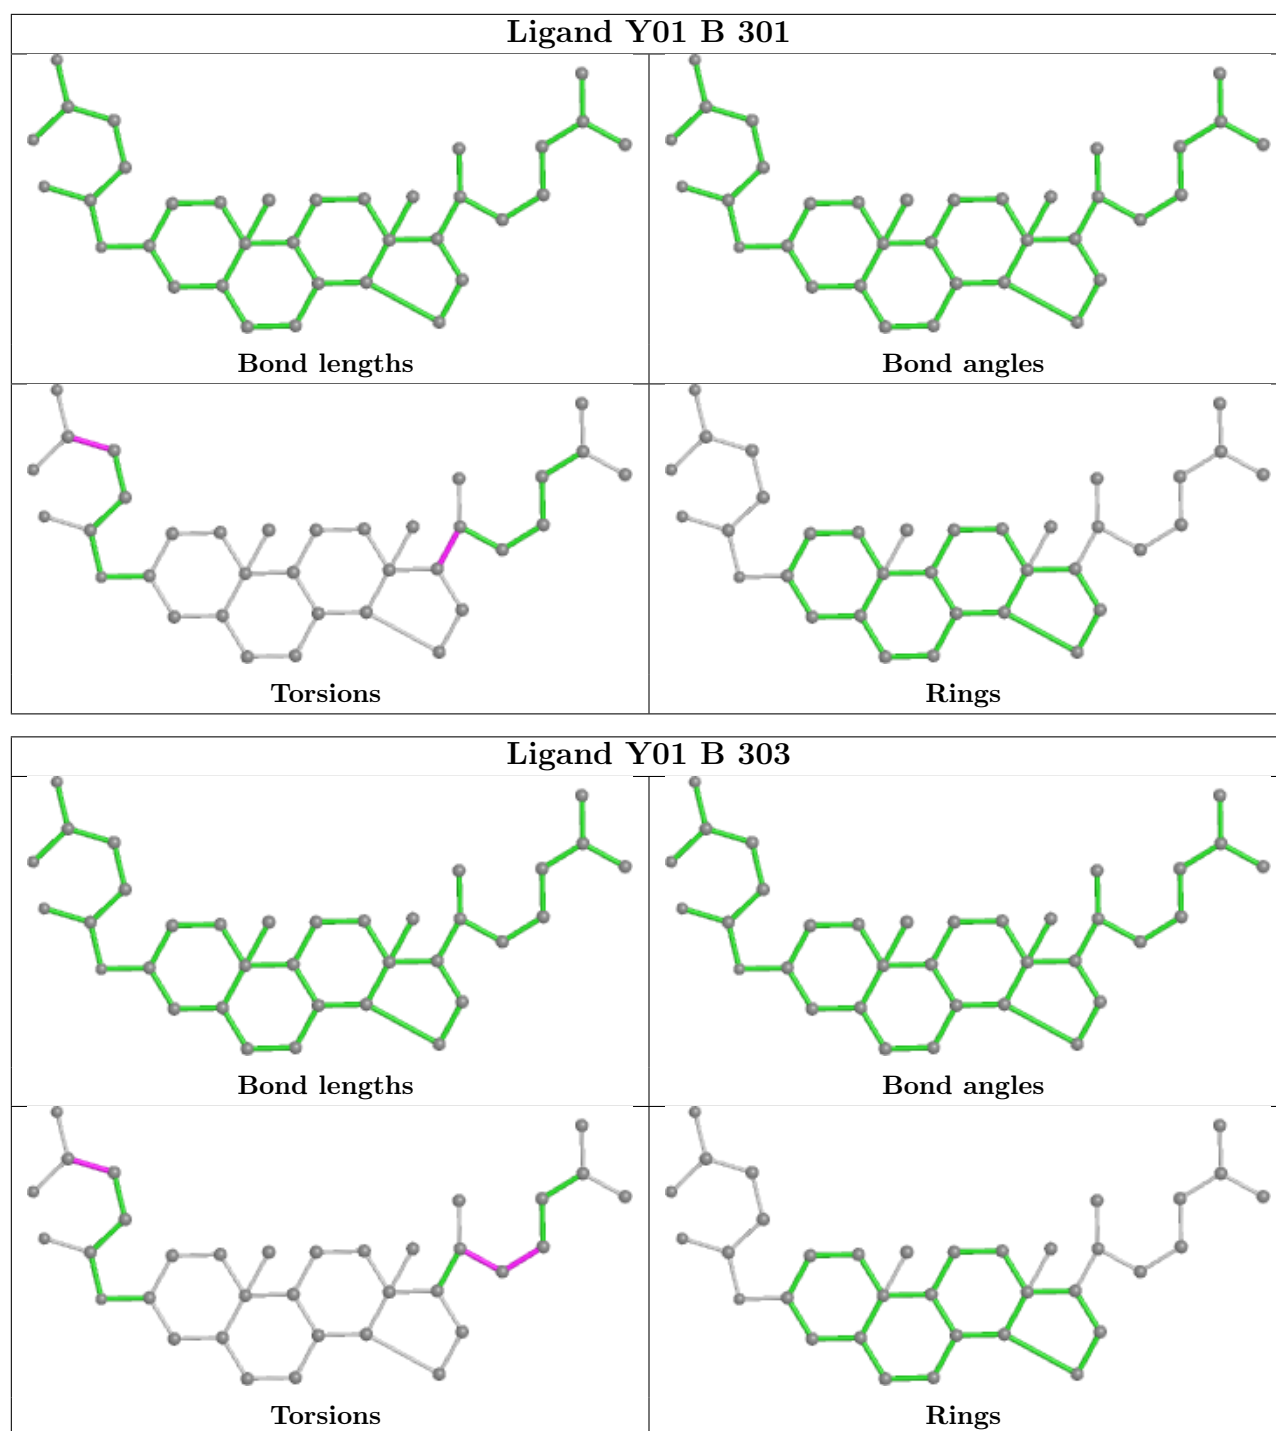 Ligand Y01 B 301
Bond lengths
Bond angles
Torsions
Rings
Ligand Y01 B 303
Bond lengths
Bond angles
Torsions
Rings